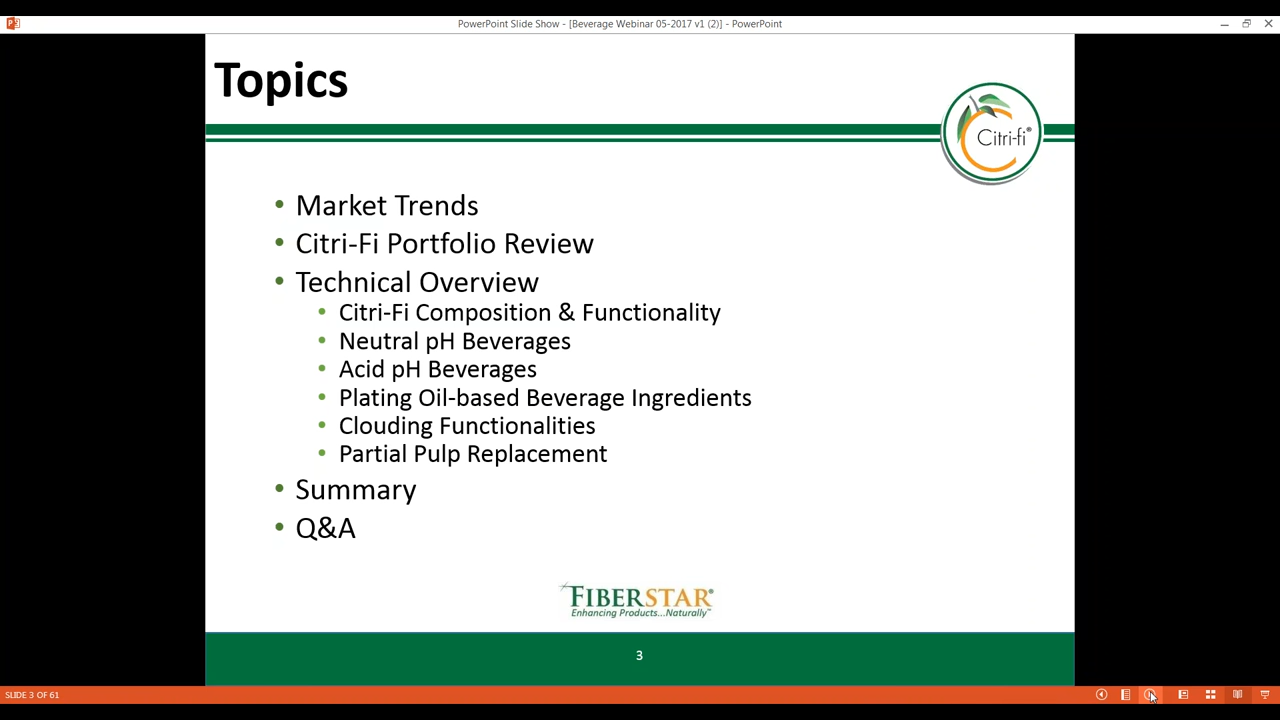 PowerPoint Slide Show - [Beverage Webinar 05-2017 v1 (2)] - PowerPoint
Topics
Citri-fi®
• Market Trends
• Citri-Fi Portfolio Review
• Technical Overview
• Citri-Fi Composition & Functionality
• Neutral pH Beverages
• Acid pH Beverages
• Plating Oil-based Beverage Ingredients
• Clouding Functionalities
• Partial Pulp Replacement
• Summary
• Q&A
FIBERSTAR®
Enhancing Products...Naturally™
3
SLIDE 3 OF 61